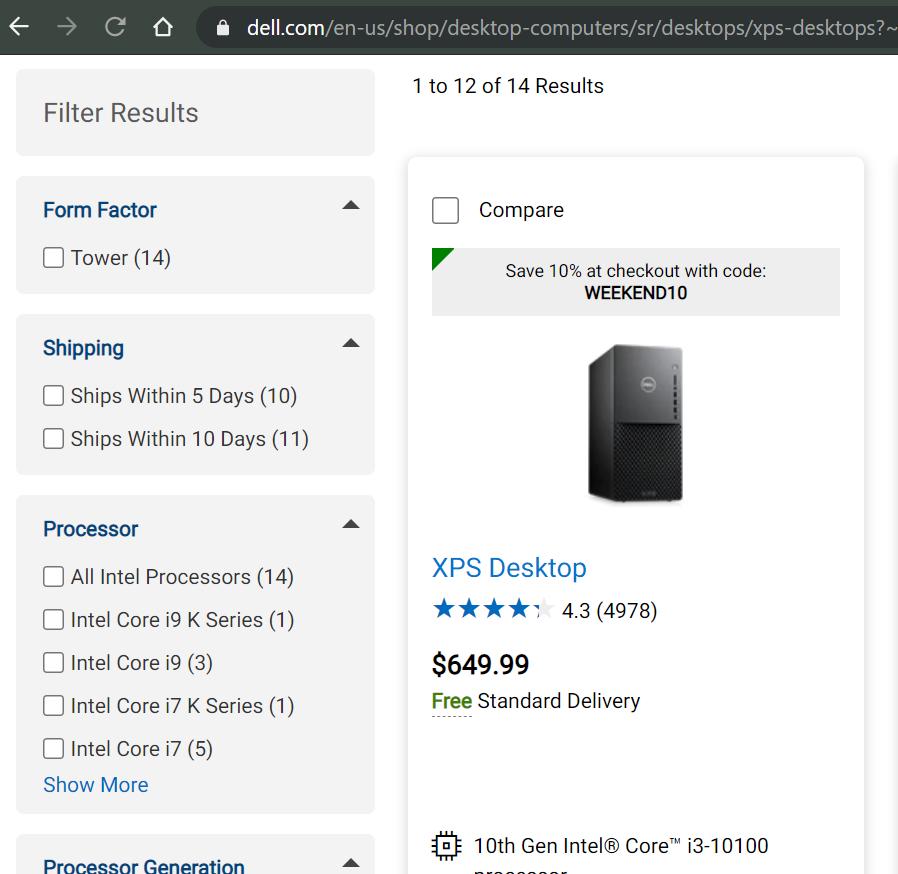 dell.com/en-us/shop/desktop-computers/sr/desktops/xps-desktops?~
Filter Results
Form Factor
Tower (14)
Shipping
Ships Within 5 Days (10)
Ships Within 10 Days (11)
Processor
All Intel Processors (14)
Intel Core i9 K Series (1)
Intel Core i9 (3)
Intel Core i7 K Series (1)
Intel Core i7 (5)
Show More
Processor Generation
1 to 12 of 14 Results
Compare
Save 10% at checkout with code:
WEEKEND10
DELL
XPS Desktop
4.3 (4978)
$649.99
Free Standard Delivery
10th Gen Intel® Core™ i3-10100
processor